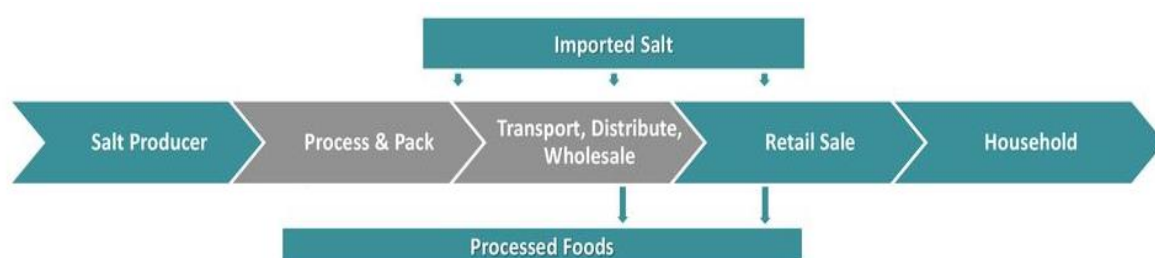 Imported Salt
Salt Producer
Process & Pack
Transport, Distribute,
Wholesale
Retail Sale
Household
Processed Foods